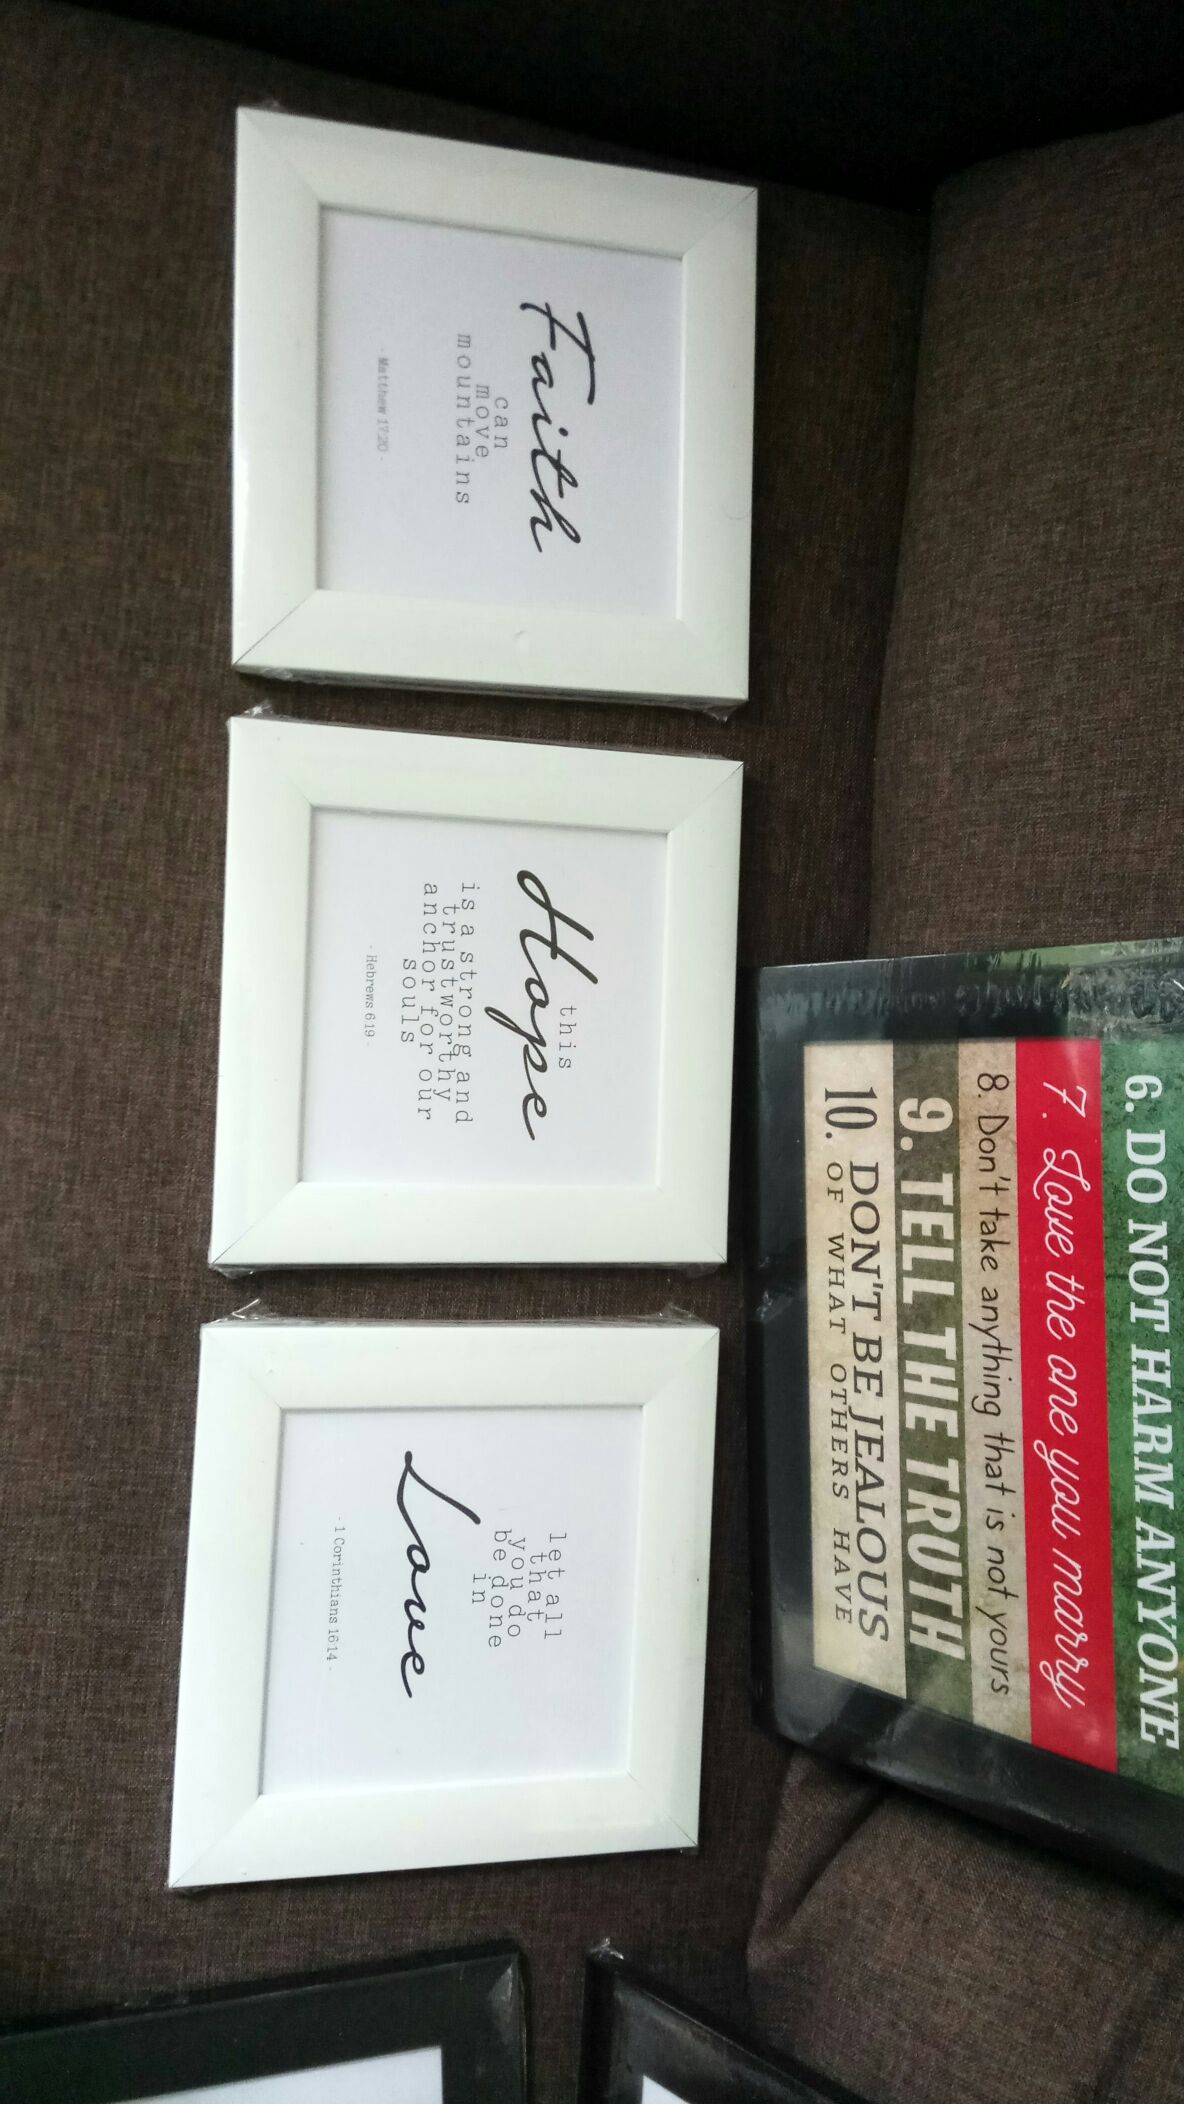 6. DO NOT HARM ANYONE
7. Love the one you marry
8. Don't take anything that is not yours
9. TELL THE TRUTH
10. DON'T BE JEALOUS
OF WHAT OTHERS HAVE
Faith
can
move
mountains
- Matthew 17:20 -
this
Hope
is a strong and
trustworthy
anchor for our
souls
- Hebrews 6:19 -
let all
that
you do
be done
in
Love
- 1 Corinthians 16:14 -